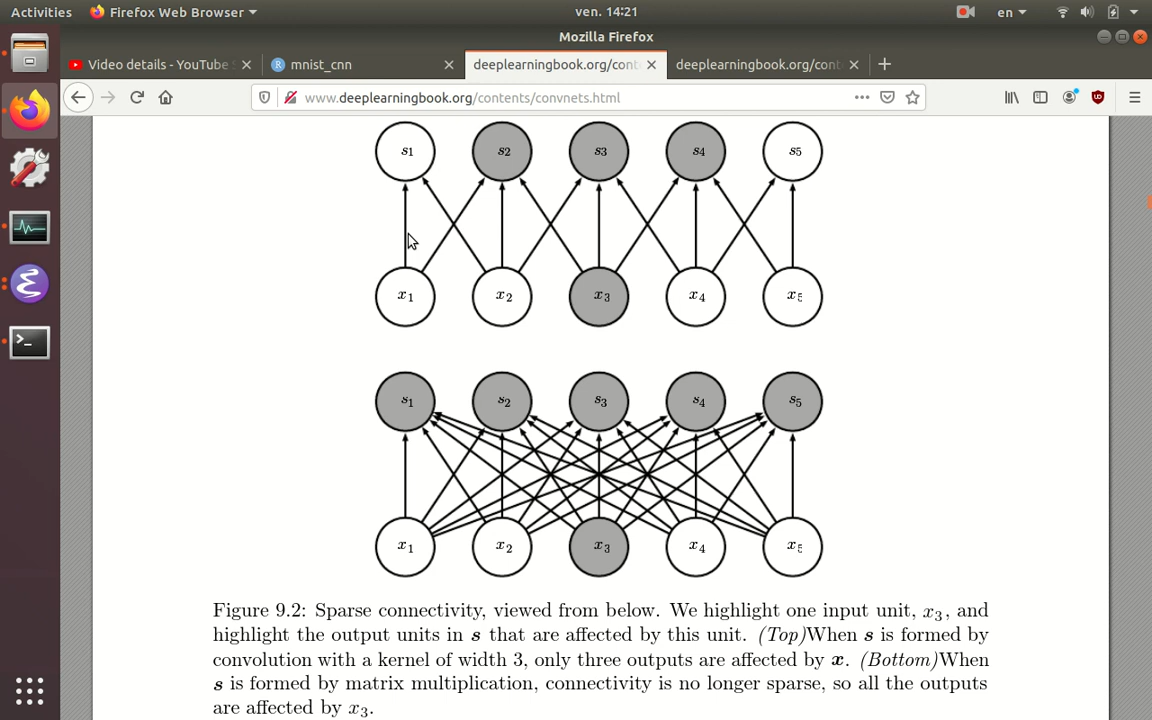 Activities Firefox Web Browser ven. 14:21 en
Mozilla Firefox
Video details - YouTube S mnist_cnn deeplearningbook.org/cont deeplearningbook.org/cont
www.deeplearningbook.org/contents/convnets.html
s1 s2 s3 s4 s5
x1 x2 x3 x4 x5
s1 s2 s3 s4 s5
x1 x2 x3 x4 x5
Figure 9.2: Sparse connectivity, viewed from below. We highlight one input unit, x3, and
highlight the output units in s that are affected by this unit. (Top)When s is formed by
convolution with a kernel of width 3, only three outputs are affected by x. (Bottom)When
s is formed by matrix multiplication, connectivity is no longer sparse, so all the outputs
are affected by x3.